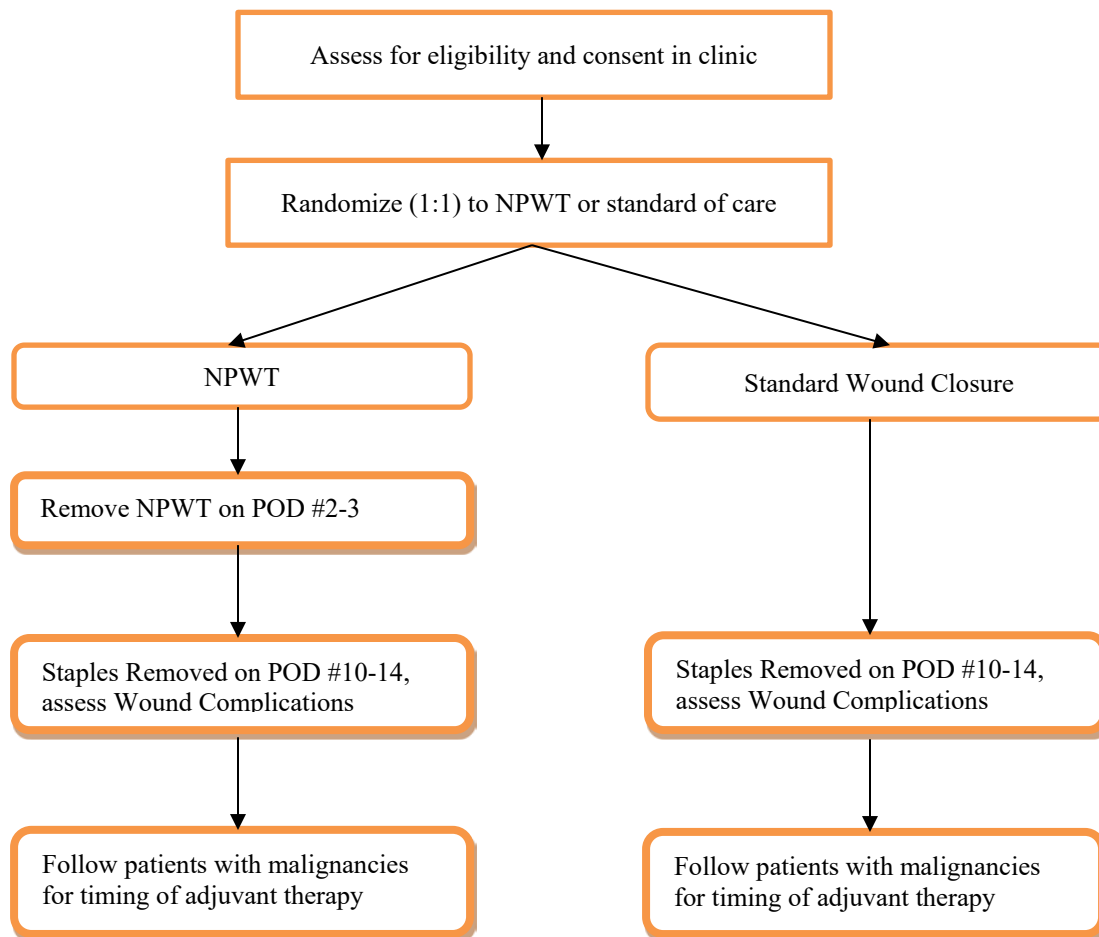 Assess for eligibility and consent in clinic
Randomize (1:1) to NPWT or standard of care
NPWT
Standard Wound Closure
Remove NPWT on POD #2-3
Staples Removed on POD #10-14,
assess Wound Complications
Staples Removed on POD #10-14,
assess Wound Complications
Follow patients with malignancies
for timing of adjuvant therapy
Follow patients with malignancies
for timing of adjuvant therapy